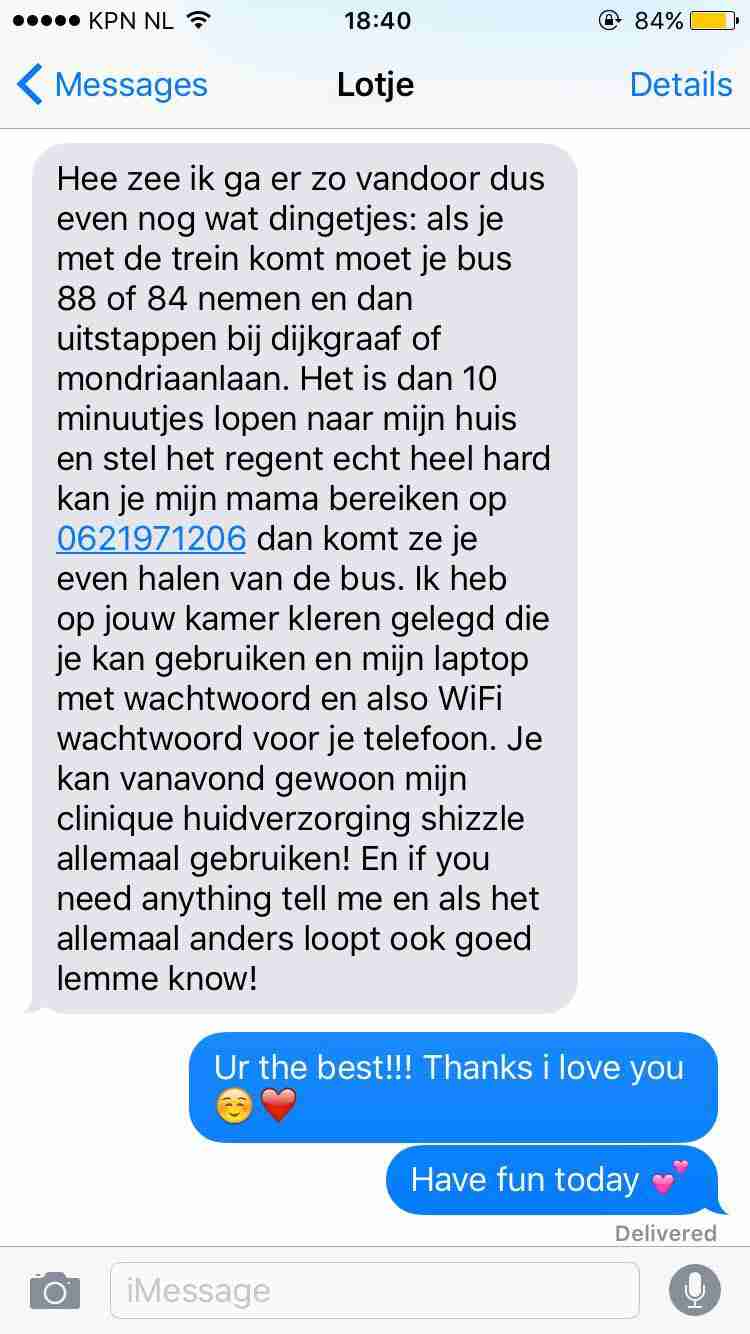 KPN NL 18:40 84%
Messages Lotje Details
Hee zee ik ga er zo vandoor dus
even nog wat dingetjes: als je
met de trein komt moet je bus
88 of 84 nemen en dan
uitstappen bij dijkgraaf of
mondriaanlaan. Het is dan 10
minuutjes lopen naar mijn huis
en stel het regent echt heel hard
kan je mijn mama bereiken op
0621971206 dan komt ze je
even halen van de bus. Ik heb
op jouw kamer kleren gelegd die
je kan gebruiken en mijn laptop
met wachtwoord en also WiFi
wachtwoord voor je telefoon. Je
kan vanavond gewoon mijn
clinique huidverzorging shizzle
allemaal gebruiken! En if you
need anything tell me en als het
allemaal anders loopt ook goed
lemme know!
Ur the best!!! Thanks i love you
☺️❤️
Have fun today 💕
Delivered
iMessage